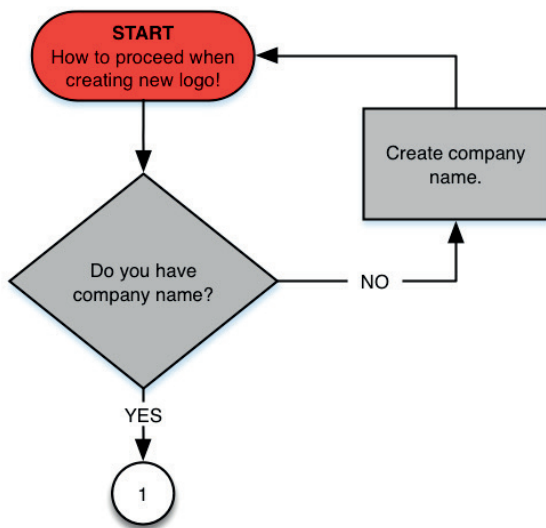 START
How to proceed when
creating new logo!
Create company
name.
Do you have
company name?
NO
YES
1